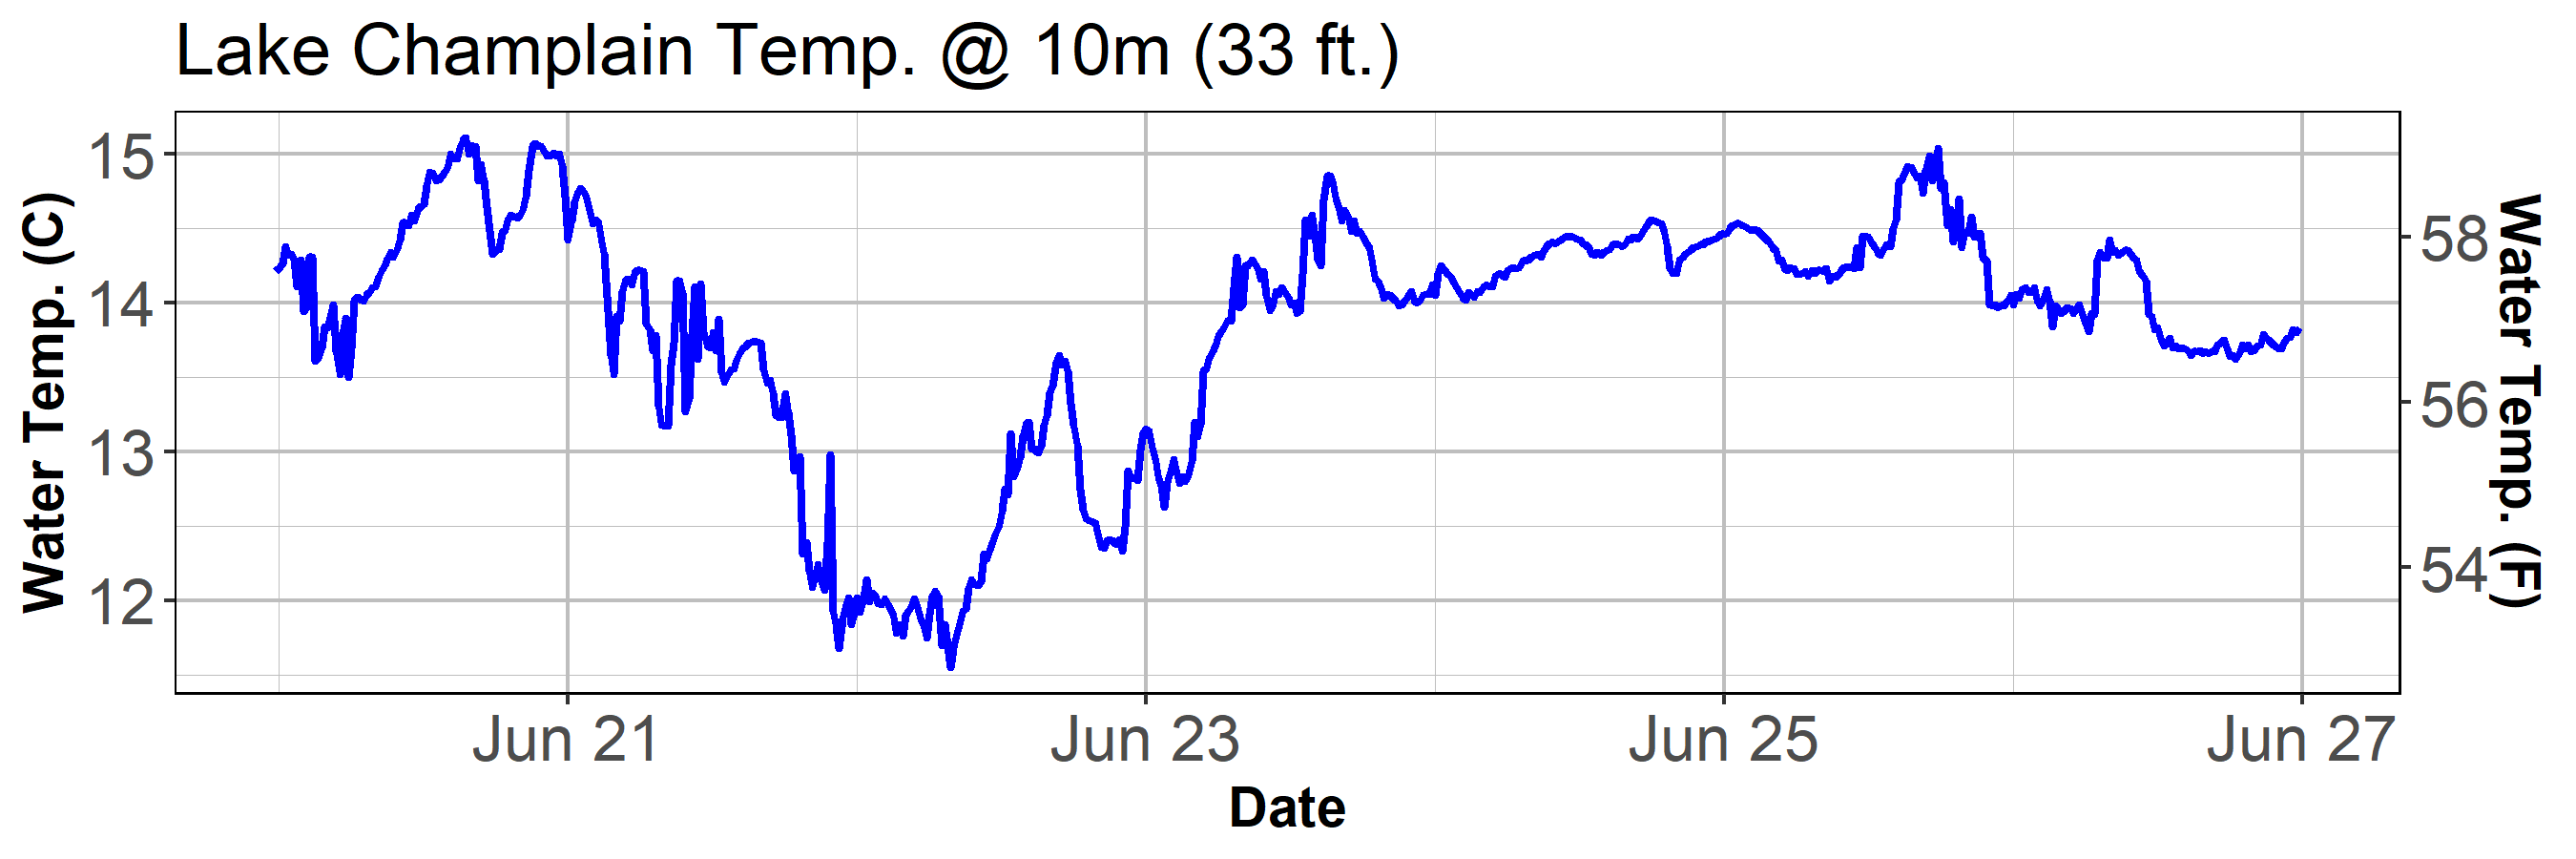 Lake Champlain Temp. @ 10m (33 ft.)
Water Temp. (C)
15
14
13
12
58
56
54
Water Temp. (F)
Jun 21
Jun 23
Jun 25
Jun 27
Date